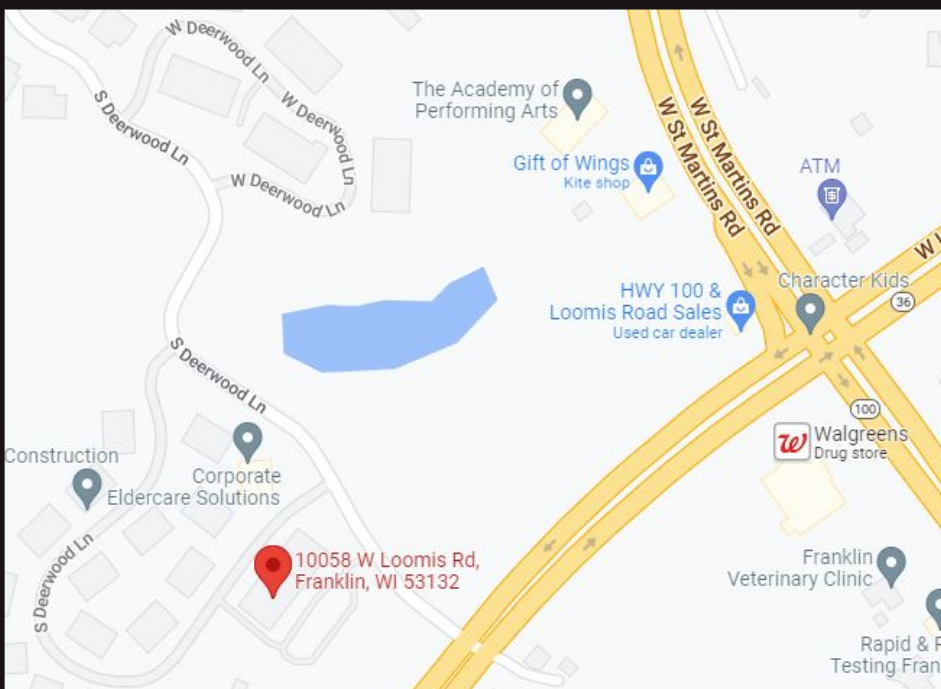 W Deerwood Ln
S Deerwood Ln
W Deerwood Ln
W Deerwood Ln
The Academy of
Performing Arts
Gift of Wings
Kite shop
W St Martins Rd
W St Martins Rd
ATM
HWY 100 &
Loomis Road Sales
Used car dealer
Character Kids
W L
36
100
S Deerwood Ln
Walgreens
Drug store
Construction
Corporate
Eldercare Solutions
S Deerwood Ln
10058 W Loomis Rd,
Franklin, WI 53132
Franklin
Veterinary Clinic
Rapid &
Testing Fran